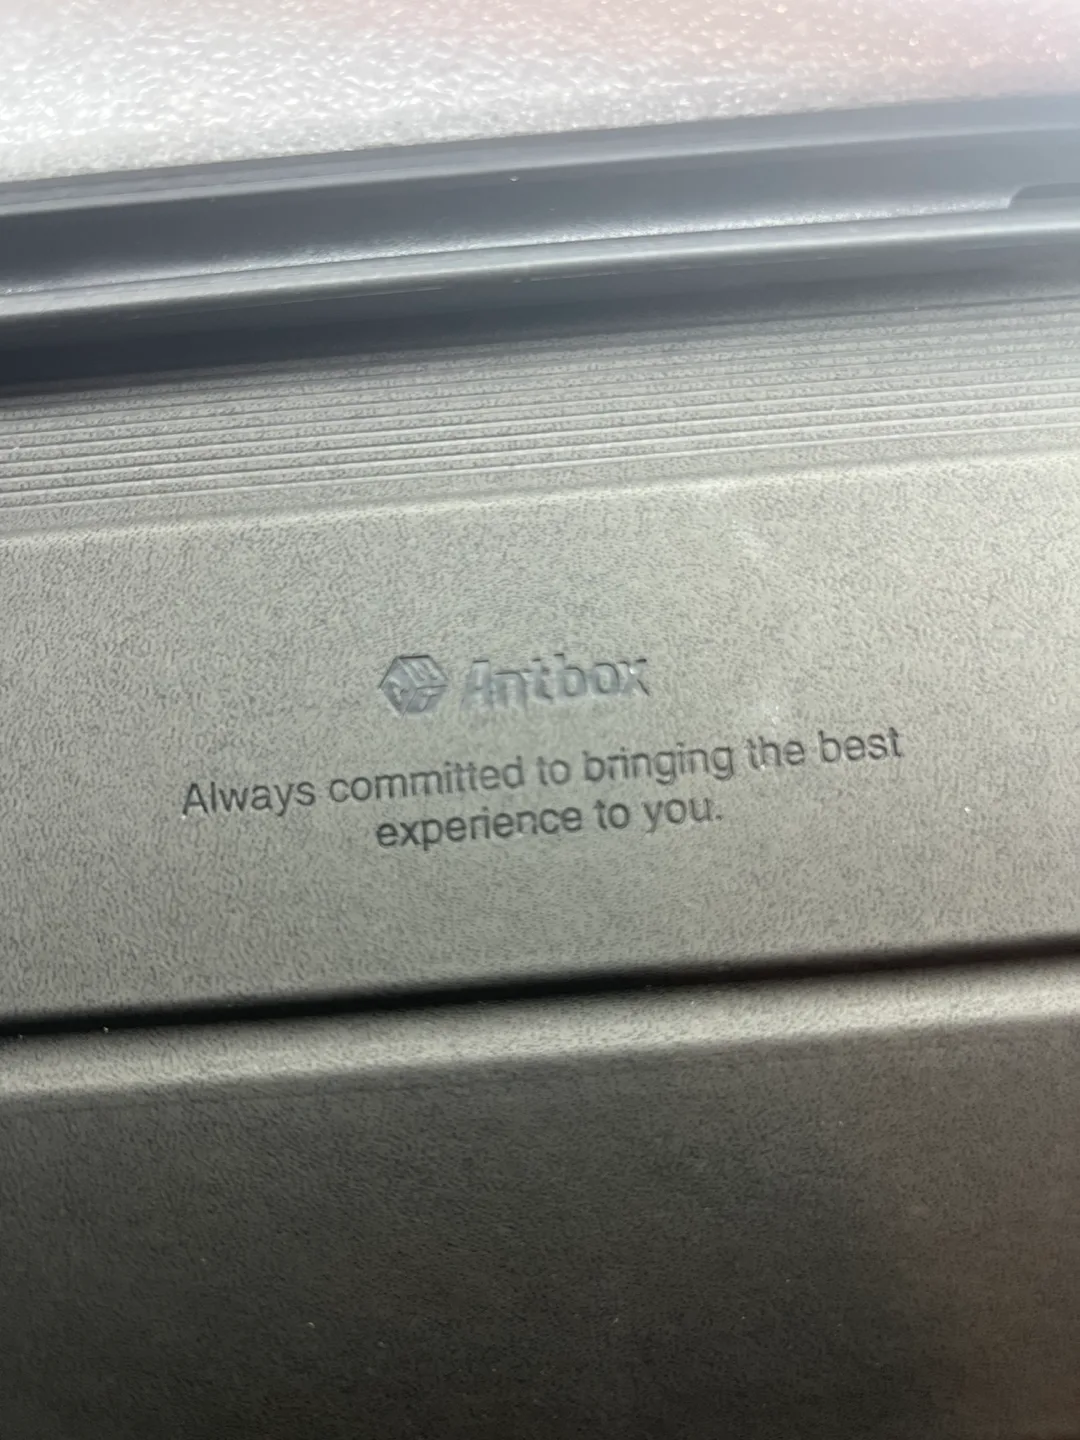 Antbox
Always committed to bringing the best
experience to you.